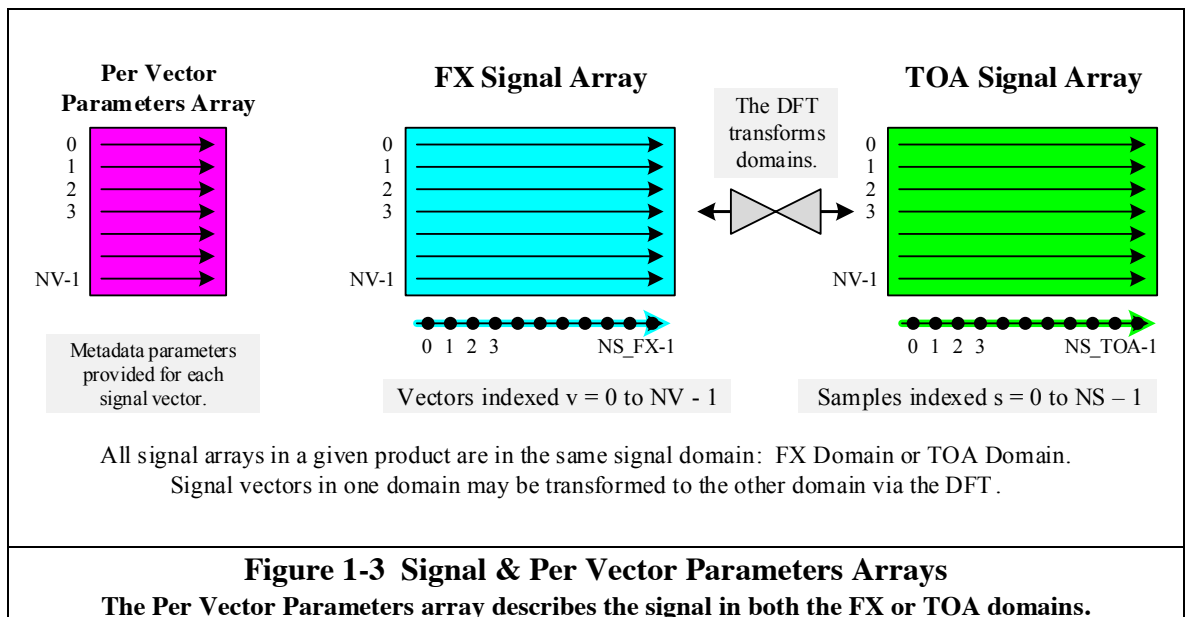 Per Vector
Parameters Array
0
1
2
3
NV-1
Metadata parameters
provided for each
signal vector.
FX Signal Array
0
1
2
3
NV-1
0 1 2 3 NS_FX-1
Vectors indexed v = 0 to NV - 1
The DFT
transforms
domains.
TOA Signal Array
0
1
2
3
NV-1
0 1 2 3 NS_TOA-1
Samples indexed s = 0 to NS – 1
All signal arrays in a given product are in the same signal domain: FX Domain or TOA Domain.
Signal vectors in one domain may be transformed to the other domain via the DFT.
Figure 1-3 Signal & Per Vector Parameters Arrays
The Per Vector Parameters array describes the signal in both the FX or TOA domains.